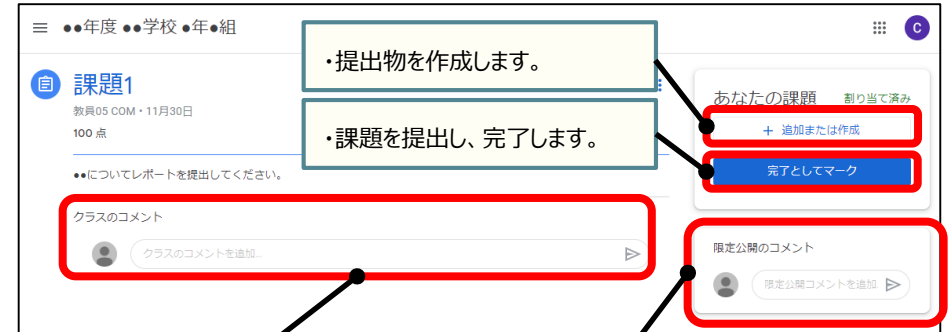 ●●年度 ●●学校 ●年●組
C
・提出物を作成します。
課題1
教員05 COM・11月30日
100 点
・課題を提出し、完了します。
●●についてレポートを提出してください。
クラスのコメント
クラスのコメントを追加...
あなたの課題 割り当て済み
+ 追加または作成
完了としてマーク
限定公開のコメント
限定公開コメントを追加